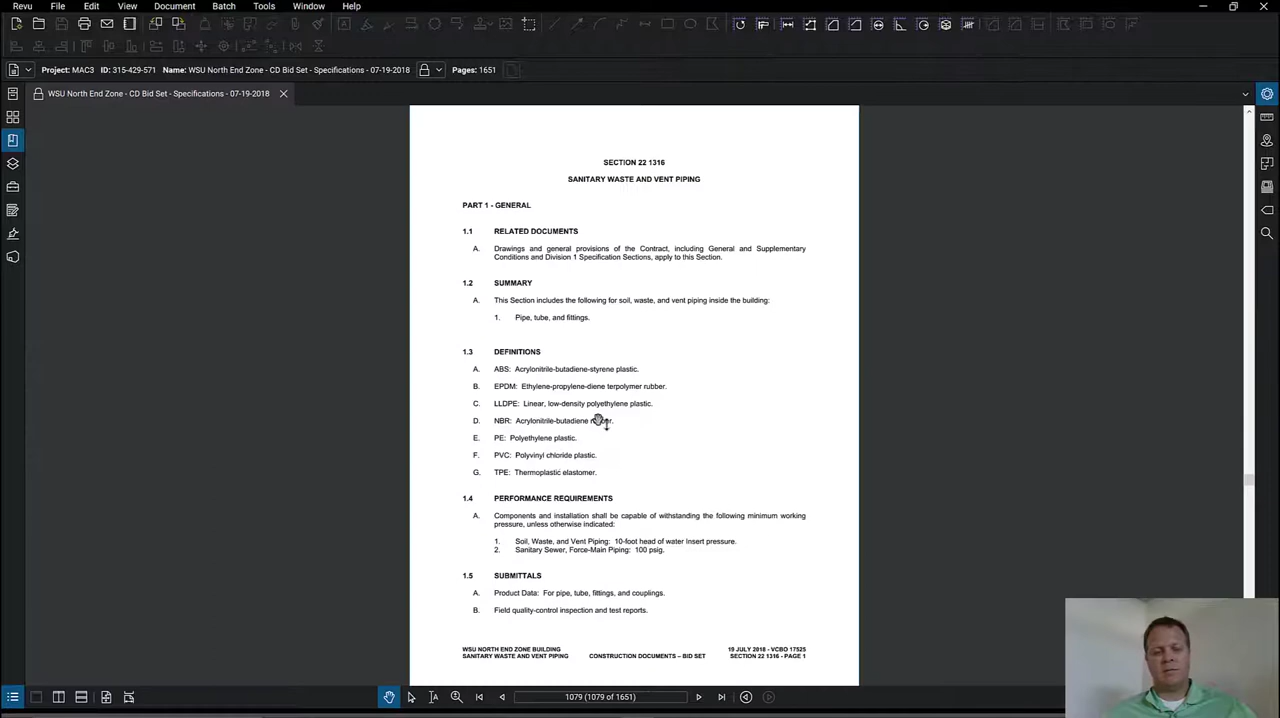 Revu File Edit View Document Batch Tools Window Help
Project: MAC3 ID: 315-429-571 Name: WSU North End Zone - CD Bid Set - Specifications - 07-19-2018 Pages: 1651
WSU North End Zone - CD Bid Set - Specifications - 07-19-2018
SECTION 22 1316
SANITARY WASTE AND VENT PIPING
PART 1 - GENERAL
1.1 RELATED DOCUMENTS
A. Drawings and general provisions of the Contract, including General and Supplementary
Conditions and Division 1 Specification Sections, apply to this Section.
1.2 SUMMARY
A. This Section includes the following for soil, waste, and vent piping inside the building:
1. Pipe, tube, and fittings.
1.3 DEFINITIONS
A. ABS: Acrylonitrile-butadiene-styrene plastic.
B. EPDM: Ethylene-propylene-diene terpolymer rubber.
C. LLDPE: Linear, low-density polyethylene plastic.
D. NBR: Acrylonitrile-butadiene
E. PE: Polyethylene plastic.
F. PVC: Polyvinyl chloride plastic.
G. TPE: Thermoplastic elastomer.
1.4 PERFORMANCE REQUIREMENTS
A. Components and installation shall be capable of withstanding the following minimum working
pressure, unless otherwise indicated:
1. Soil, Waste, and Vent Piping: 10-foot head of water Insert pressure.
2. Sanitary Sewer, Force-Main Piping: 100 psig.
1.5 SUBMITTALS
A. Product Data: For pipe, tube, fittings, and couplings.
B. Field quality-control inspection and test reports.
WSU NORTH END ZONE BUILDING 19 JULY 2018 - VCBO 17525
SANITARY WASTE AND VENT PIPING CONSTRUCTION DOCUMENTS – BID SET SECTION 22 1316 - PAGE 1
1079 (1079 of 1651)